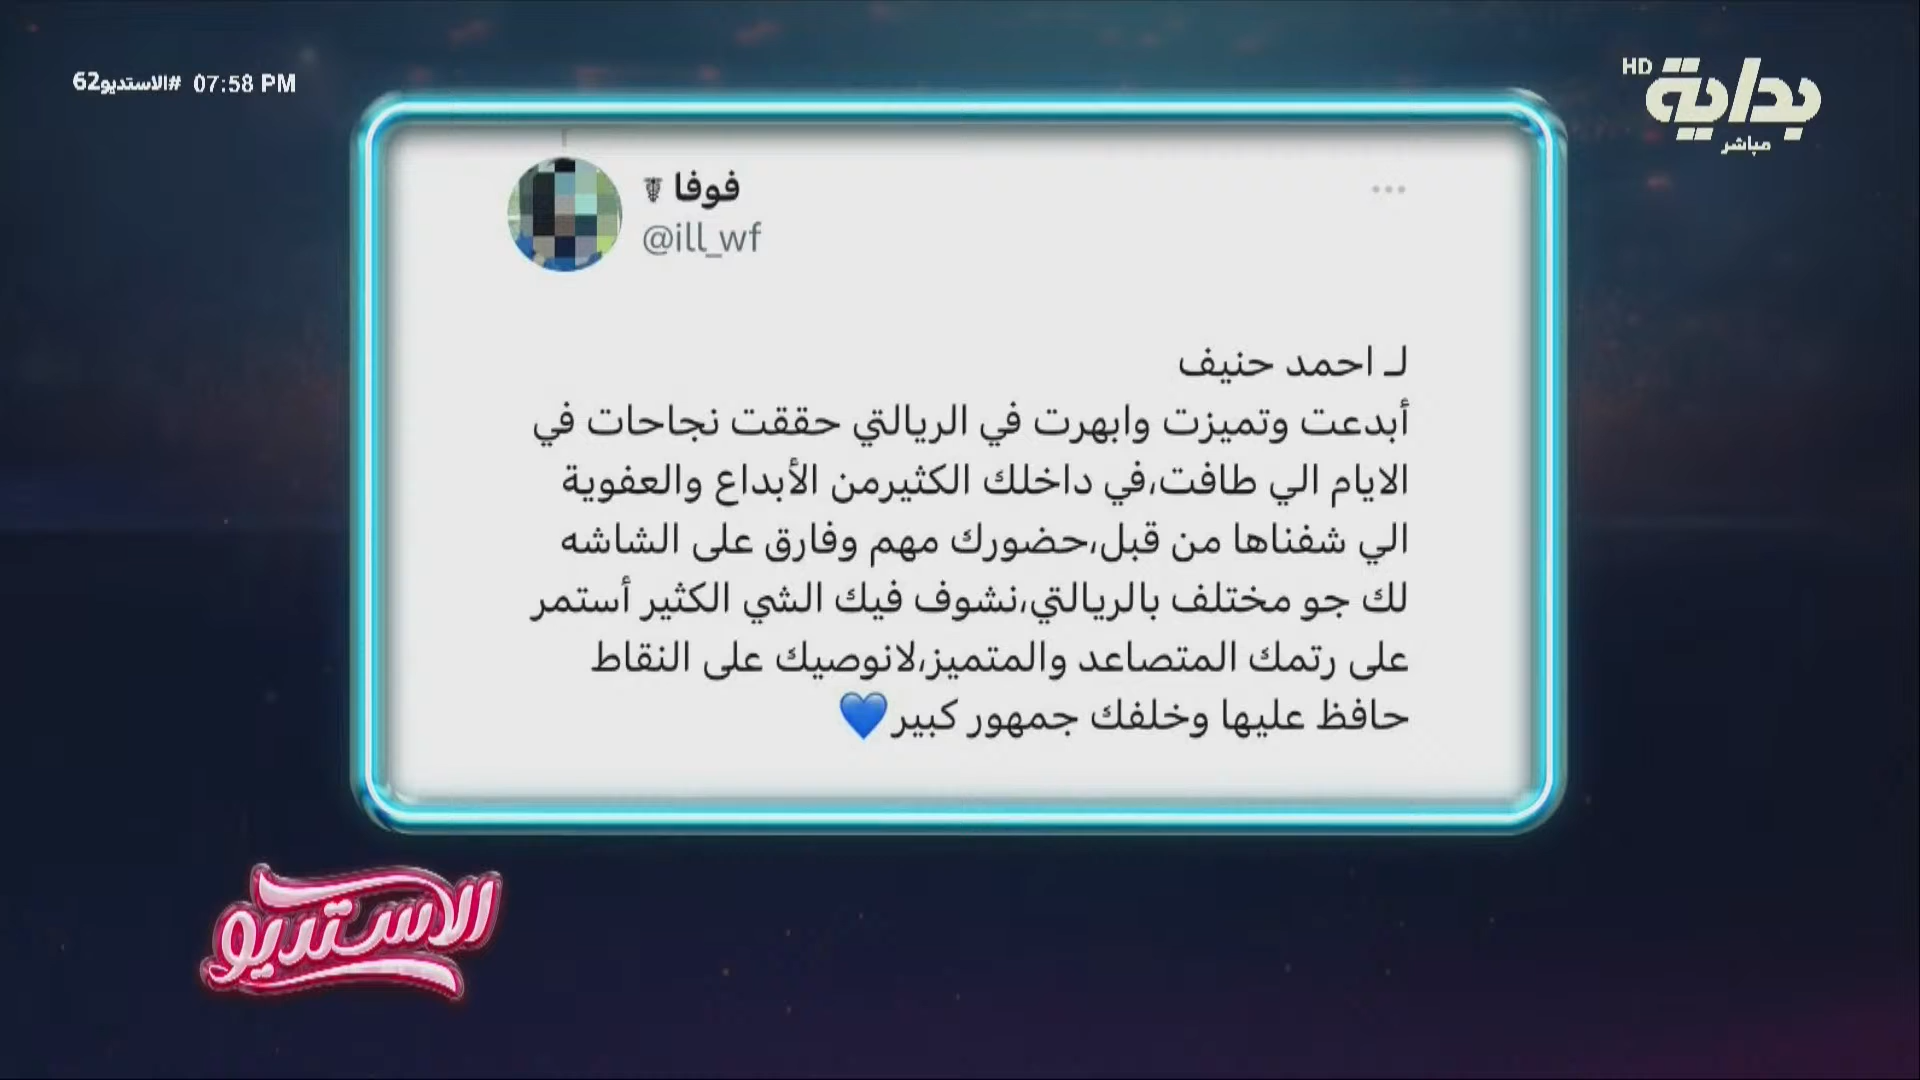 #الاستديو62 07:58 PM
HD
بداية
مباشر
فوفا ☤
@ill_wf
لـ احمد حنيف
أبدعت وتميزت وابهرت في الريالتي حققت نجاحات في
الايام الي طافت،في داخلك الكثيرمن الأبداع والعفوية
الي شفناها من قبل،حضورك مهم وفارق على الشاشه
لك جو مختلف بالريالتي،نشوف فيك الشي الكثير أستمر
على رتمك المتصاعد والمتميز،لانوصيك على النقاط
حافظ عليها وخلفك جمهور كبير💙
الاستديو